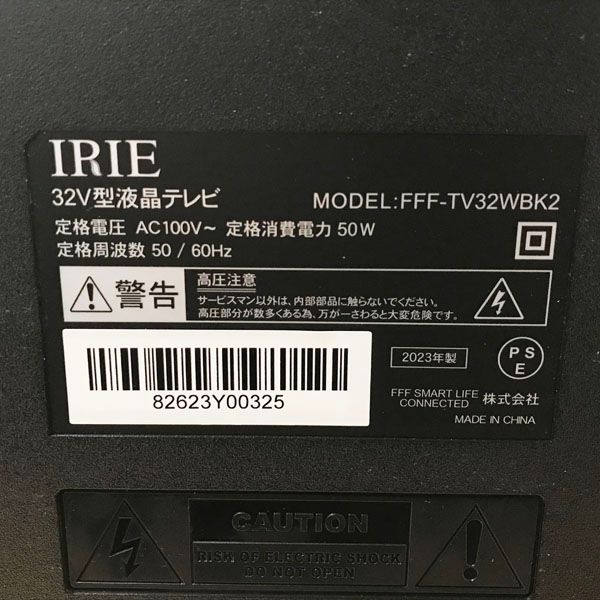 IRIE
32V型液晶テレビ
MODEL:FFF-TV32WBK2
定格電圧 AC100V~ 定格消費電力 50W
定格周波数 50 / 60Hz
警告
高圧注意
サービスマン以外は、内部部品に触らないでください。
高圧部分が数多くある為、万が一さわると大変危険です。
82623Y00325
2023年製
PS
E
FFF SMART LIFE
CONNECTED 株式会社
MADE IN CHINA
CAUTION
RISK OF ELECTRIC SHOCK
DO NOT OPEN